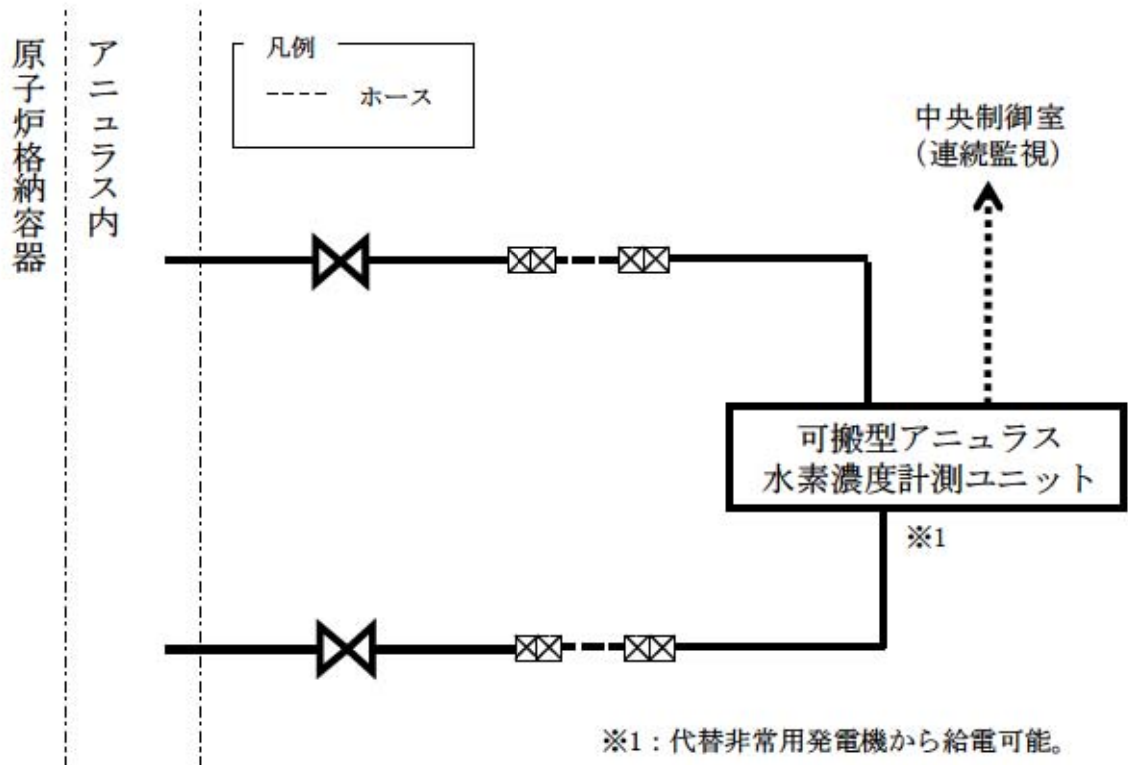 原子炉格納容器
アニュラス内
凡例
ホース
中央制御室
（連続監視）
可搬型アニュラス
水素濃度計測ユニット
※1
※1：代替非常用発電機から給電可能。